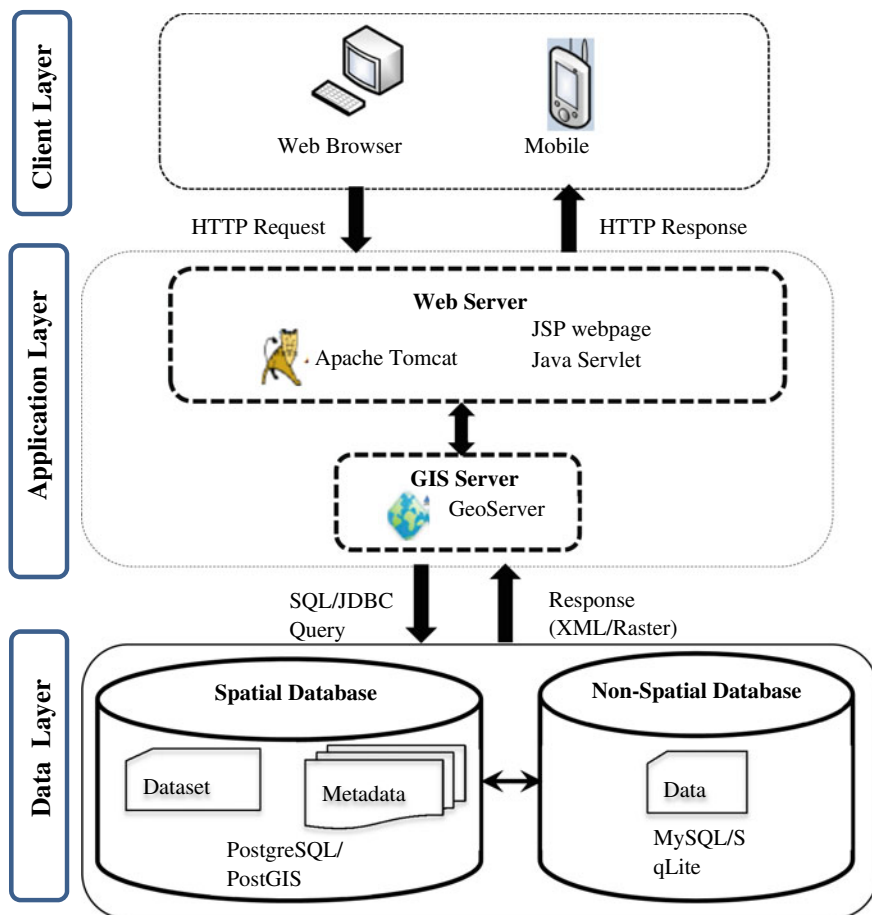 Client Layer
Web Browser
Mobile
HTTP Request
HTTP Response
Application Layer
Web Server
Apache Tomcat
JSP webpage
Java Servlet
GIS Server
GeoServer
SQL/JDBC
Query
Response
(XML/Raster)
Data Layer
Spatial Database
Dataset
Metadata
PostgreSQL/
PostGIS
Non-Spatial Database
Data
MySQL/S
qLite